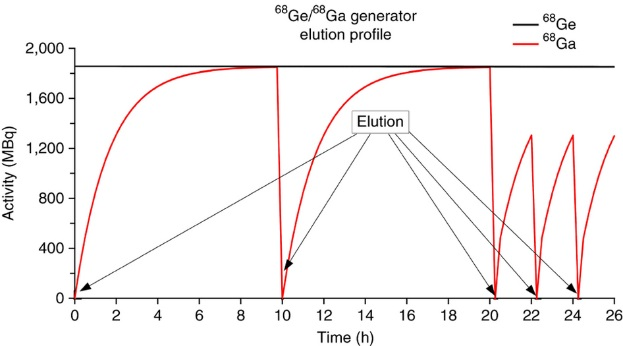 ⁶⁸Ge/⁶⁸Ga generator
elution profile
⁶⁸Ge
⁶⁸Ga
Activity (MBq)
2,000
1,600
1,200
800
400
0
Elution
0 2 4 6 8 10 12 14 16 18 20 22 24 26
Time (h)